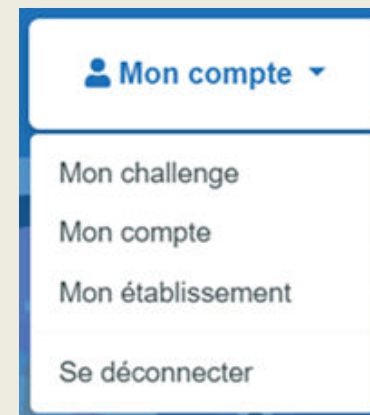 Mon compte
Mon challenge
Mon compte
Mon établissement
Se déconnecter